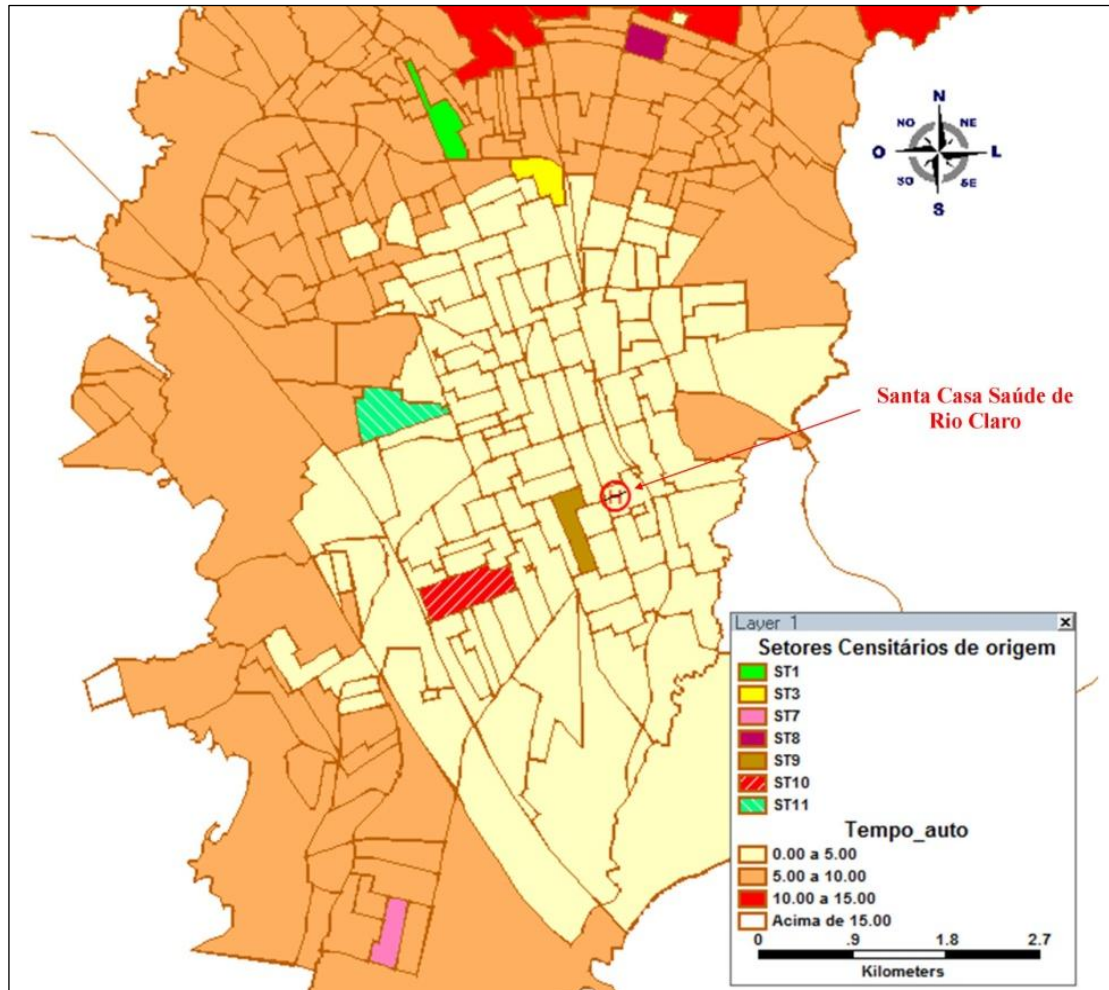 N
NO
NE
O
L
SO
SE
S
Santa Casa Saúde de
Rio Claro
H
Layer 1
x
Setores Censitários de origem
ST1
ST3
ST7
ST8
ST9
ST10
ST11
Tempo_auto
0.00 a 5.00
5.00 a 10.00
10.00 a 15.00
Acima de 15.00
0 .9 1.8 2.7
Kilometers